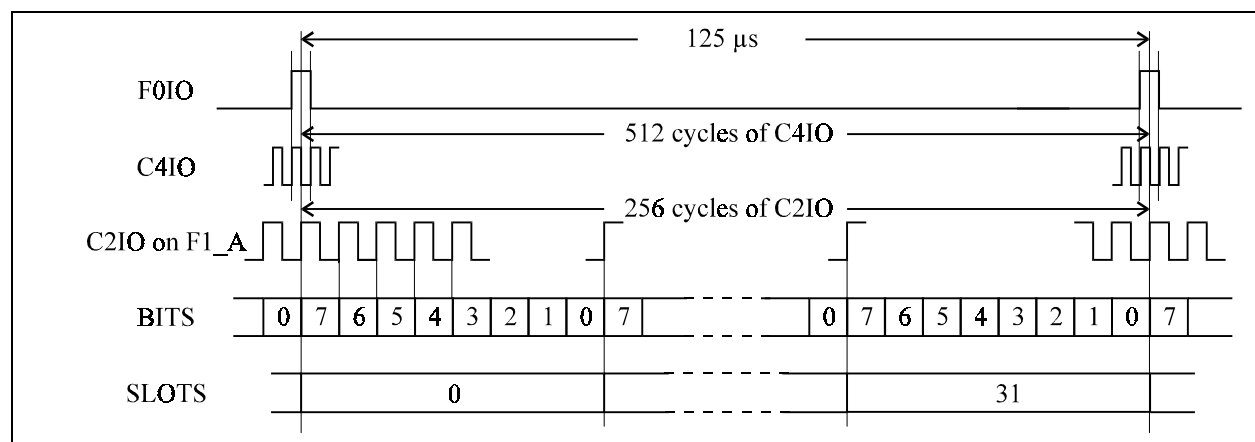 125 µs
F0IO
512 cycles of C4IO
C4IO
256 cycles of C2IO
C2IO on F1_A
BITS 0 7 6 5 4 3 2 1 0 7 0 7 6 5 4 3 2 1 0 7
SLOTS 0 31